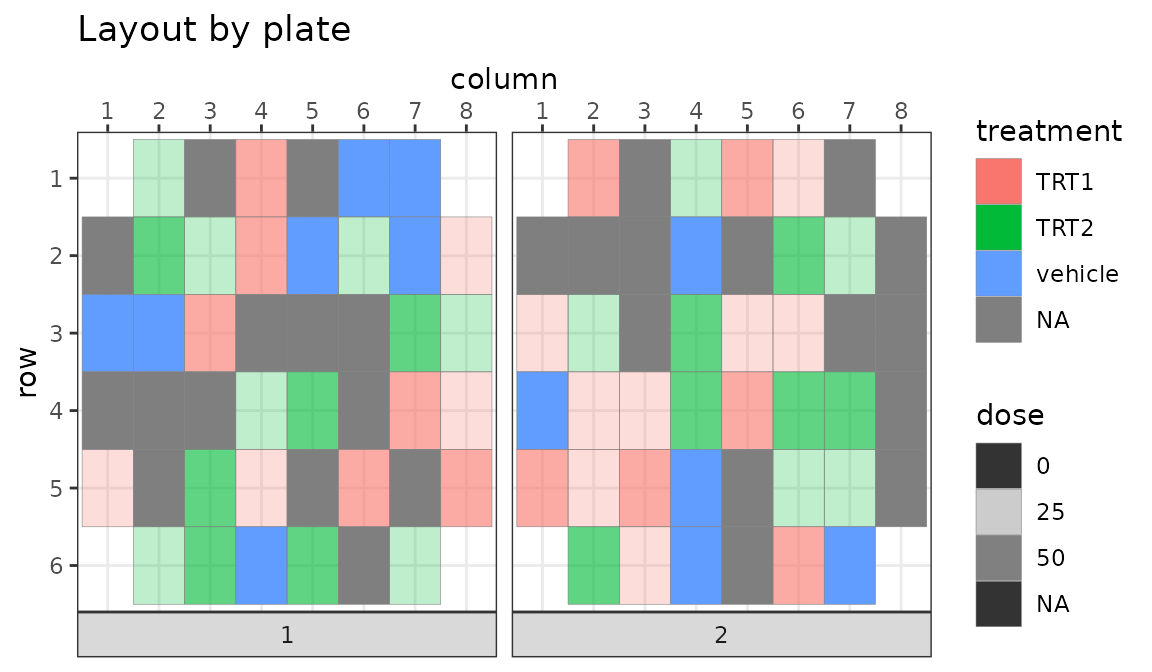 Layout by plate
column
1 2 3 4 5 6 7 8
1 2 3 4 5 6 7 8
row
1
2
3
4
5
6
1
2
treatment
TRT1
TRT2
vehicle
NA
dose
0
25
50
NA